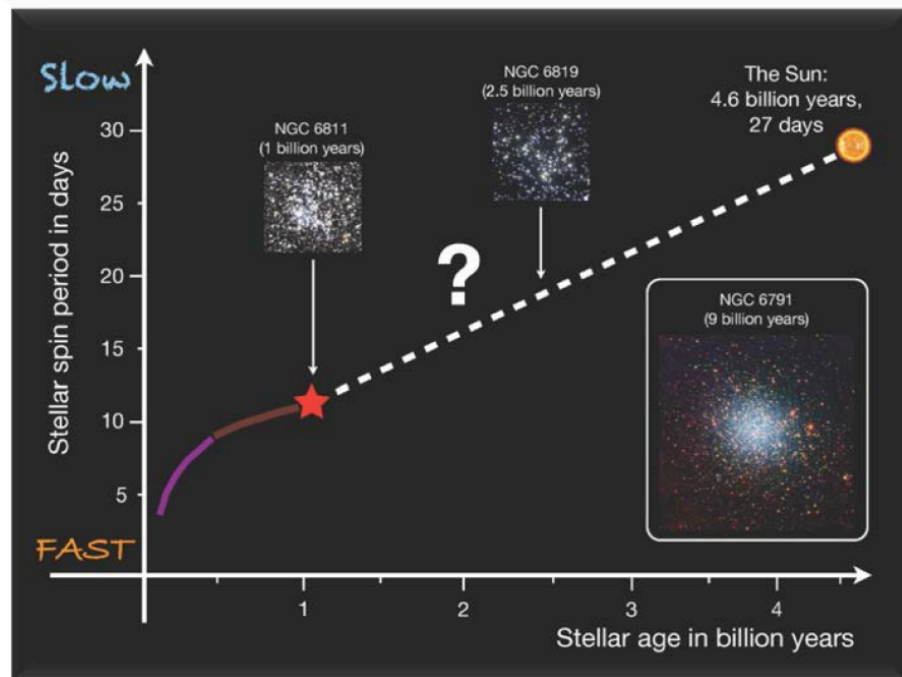 SLOW
30
25
20
15
10
5
FAST
Stellar spin period in days
NGC 6811
(1 billion years)
NGC 6819
(2.5 billion years)
The Sun:
4.6 billion years,
27 days
?
NGC 6791
(9 billion years)
1
2
3
4
Stellar age in billion years